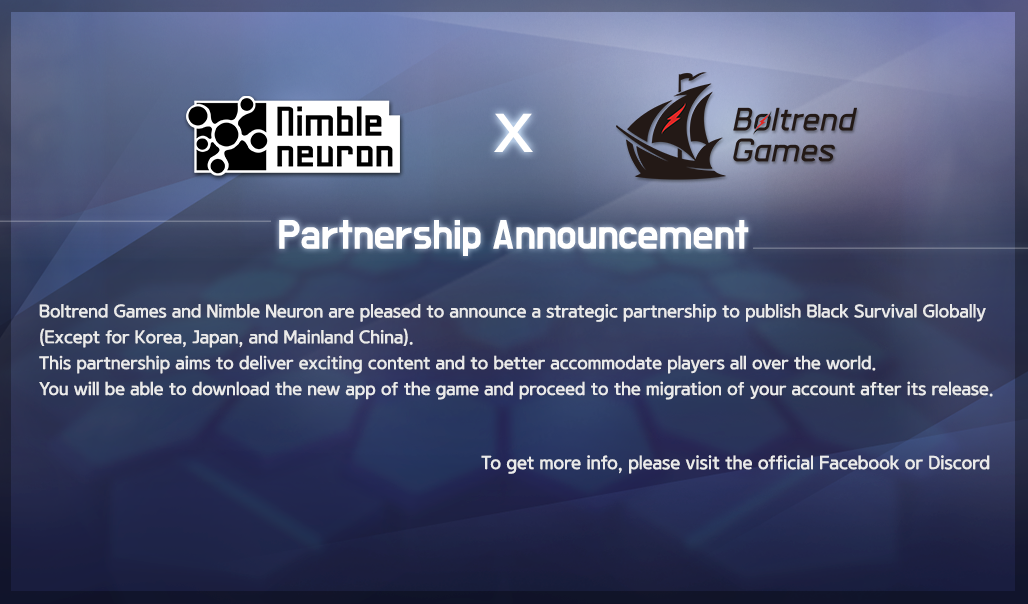 Nimble
neuron
X
Boltrend
Games
Partnership Announcement
Boltrend Games and Nimble Neuron are pleased to announce a strategic partnership to publish Black Survival Globally
(Except for Korea, Japan, and Mainland China).
This partnership aims to deliver exciting content and to better accommodate players all over the world.
You will be able to download the new app of the game and proceed to the migration of your account after its release.
To get more info, please visit the official Facebook or Discord